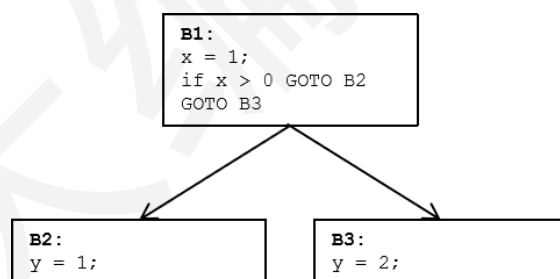 B1:
x = 1;
if x > 0 GOTO B2
GOTO B3
B2:
y = 1;
B3:
y = 2;